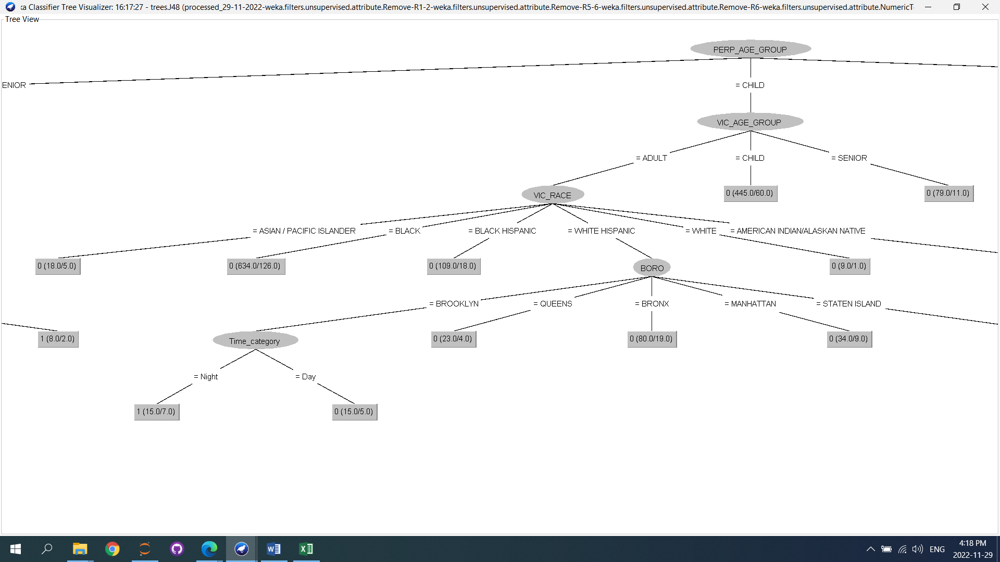 ka Classifier Tree Visualizer: 16:17:27 - trees.J48 (processed_29-11-2022-weka.filters.unsupervised.attribute.Remove-R1-2-weka.filters.unsupervised.attribute.Remove-R5-6-weka.filters.unsupervised.attribute.Remove-R6-weka.filters.unsupervised.attribute.NumericT
Tree View
PERP_AGE_GROUP
ENIOR
= CHILD
VIC_AGE_GROUP
= ADULT
= CHILD
= SENIOR
VIC_RACE
0 (445.0/60.0)
0 (79.0/11.0)
= ASIAN / PACIFIC ISLANDER
= BLACK
= BLACK HISPANIC
= WHITE HISPANIC
= WHITE
= AMERICAN INDIAN/ALASKAN NATIVE
0 (18.0/5.0)
0 (634.0/126.0)
0 (109.0/18.0)
BORO
0 (9.0/1.0)
= BROOKLYN
= QUEENS
= BRONX
= MANHATTAN
= STATEN ISLAND
1 (8.0/2.0)
Time_category
0 (23.0/4.0)
0 (80.0/19.0)
0 (34.0/9.0)
= Night
= Day
1 (15.0/7.0)
0 (15.0/5.0)
ENG
4:18 PM
2022-11-29